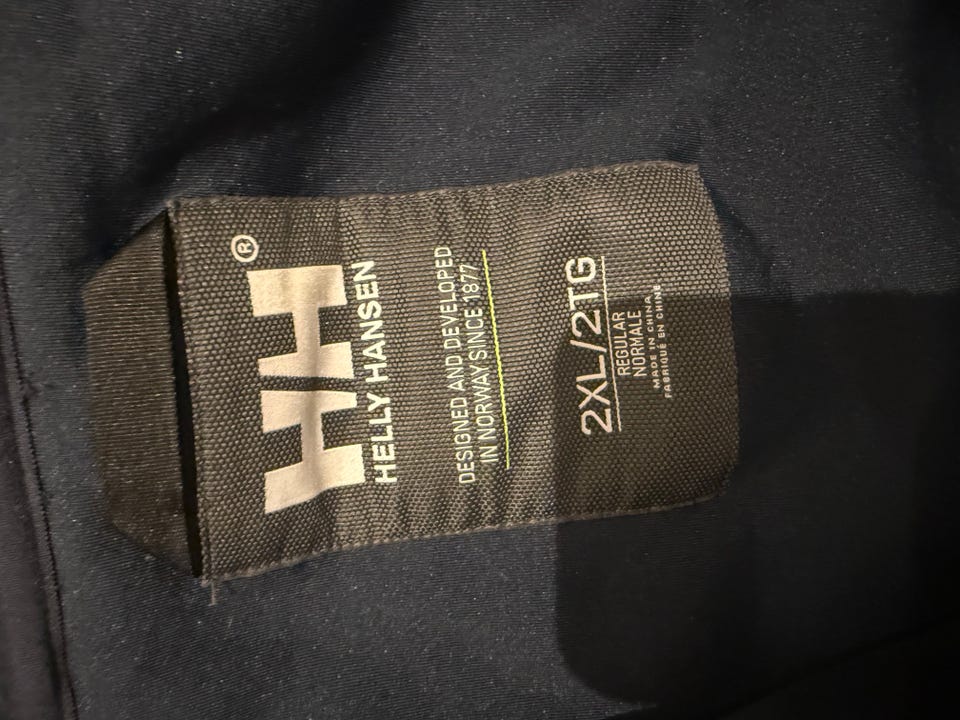 HH®
HELLY HANSEN
DESIGNED AND DEVELOPED
IN NORWAY SINCE 1877
2XL/2TG
REGULAR
NORMALE
MADE IN CHINA
FABRIQUÉ EN CHINE